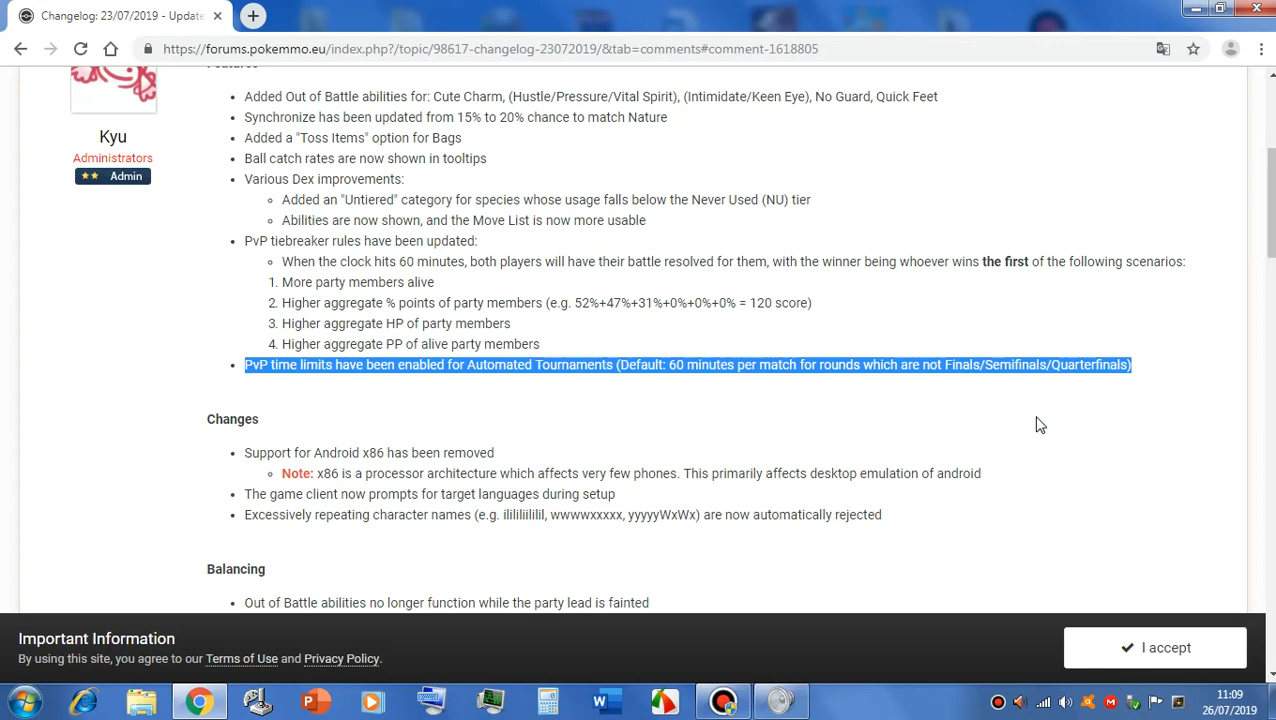 Changelog: 23/07/2019 - Update
https://forums.pokemmo.eu/index.php?/topic/98617-changelog-23072019/&tab=comments#comment-1618805
Features
Kyu
Administrators
Admin
• Added Out of Battle abilities for: Cute Charm, (Hustle/Pressure/Vital Spirit), (Intimidate/Keen Eye), No Guard, Quick Feet
• Synchronize has been updated from 15% to 20% chance to match Nature
• Added a "Toss Items" option for Bags
• Ball catch rates are now shown in tooltips
• Various Dex improvements:
◦ Added an "Untiered" category for species whose usage falls below the Never Used (NU) tier
◦ Abilities are now shown, and the Move List is now more usable
• PvP tiebreaker rules have been updated:
◦ When the clock hits 60 minutes, both players will have their battle resolved for them, with the winner being whoever wins the first of the following scenarios:
1. More party members alive
2. Higher aggregate % points of party members (e.g. 52%+47%+31%+0%+0%+0% = 120 score)
3. Higher aggregate HP of party members
4. Higher aggregate PP of alive party members
• PvP time limits have been enabled for Automated Tournaments (Default: 60 minutes per match for rounds which are not Finals/Semifinals/Quarterfinals)
Changes
• Support for Android x86 has been removed
◦ Note: x86 is a processor architecture which affects very few phones. This primarily affects desktop emulation of android
• The game client now prompts for target languages during setup
• Excessively repeating character names (e.g. ililiIiIiIil, wwwwxxxxx, yyyyyWxWx) are now automatically rejected
Balancing
• Out of Battle abilities no longer function while the party lead is fainted
Important Information
By using this site, you agree to our Terms of Use and Privacy Policy.
I accept
11:09
26/07/2019